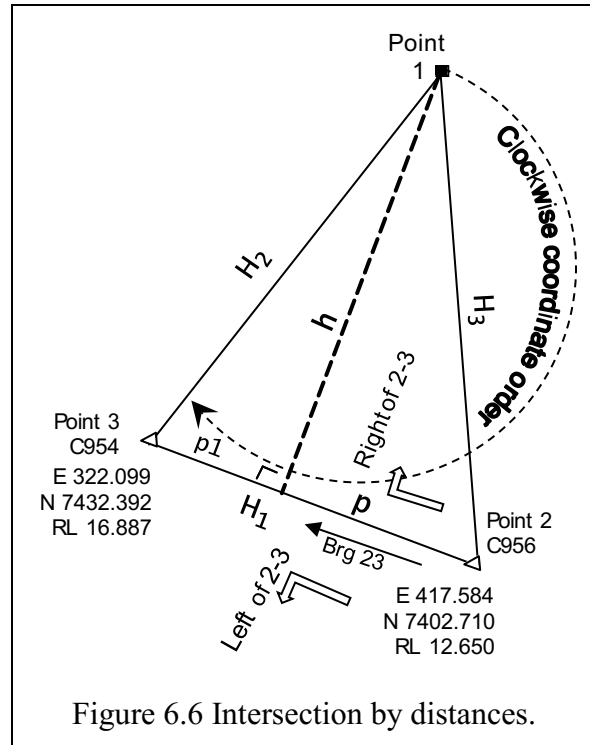 Point
1
Clockwise coordinate order
H2
h
H3
Right of 2-3
Point 3
C954
E 322.099
N 7432.392
RL 16.887
p1
H1
p
Brg 23
Left of 2-3
Point 2
C956
E 417.584
N 7402.710
RL 12.650
Figure 6.6 Intersection by distances.